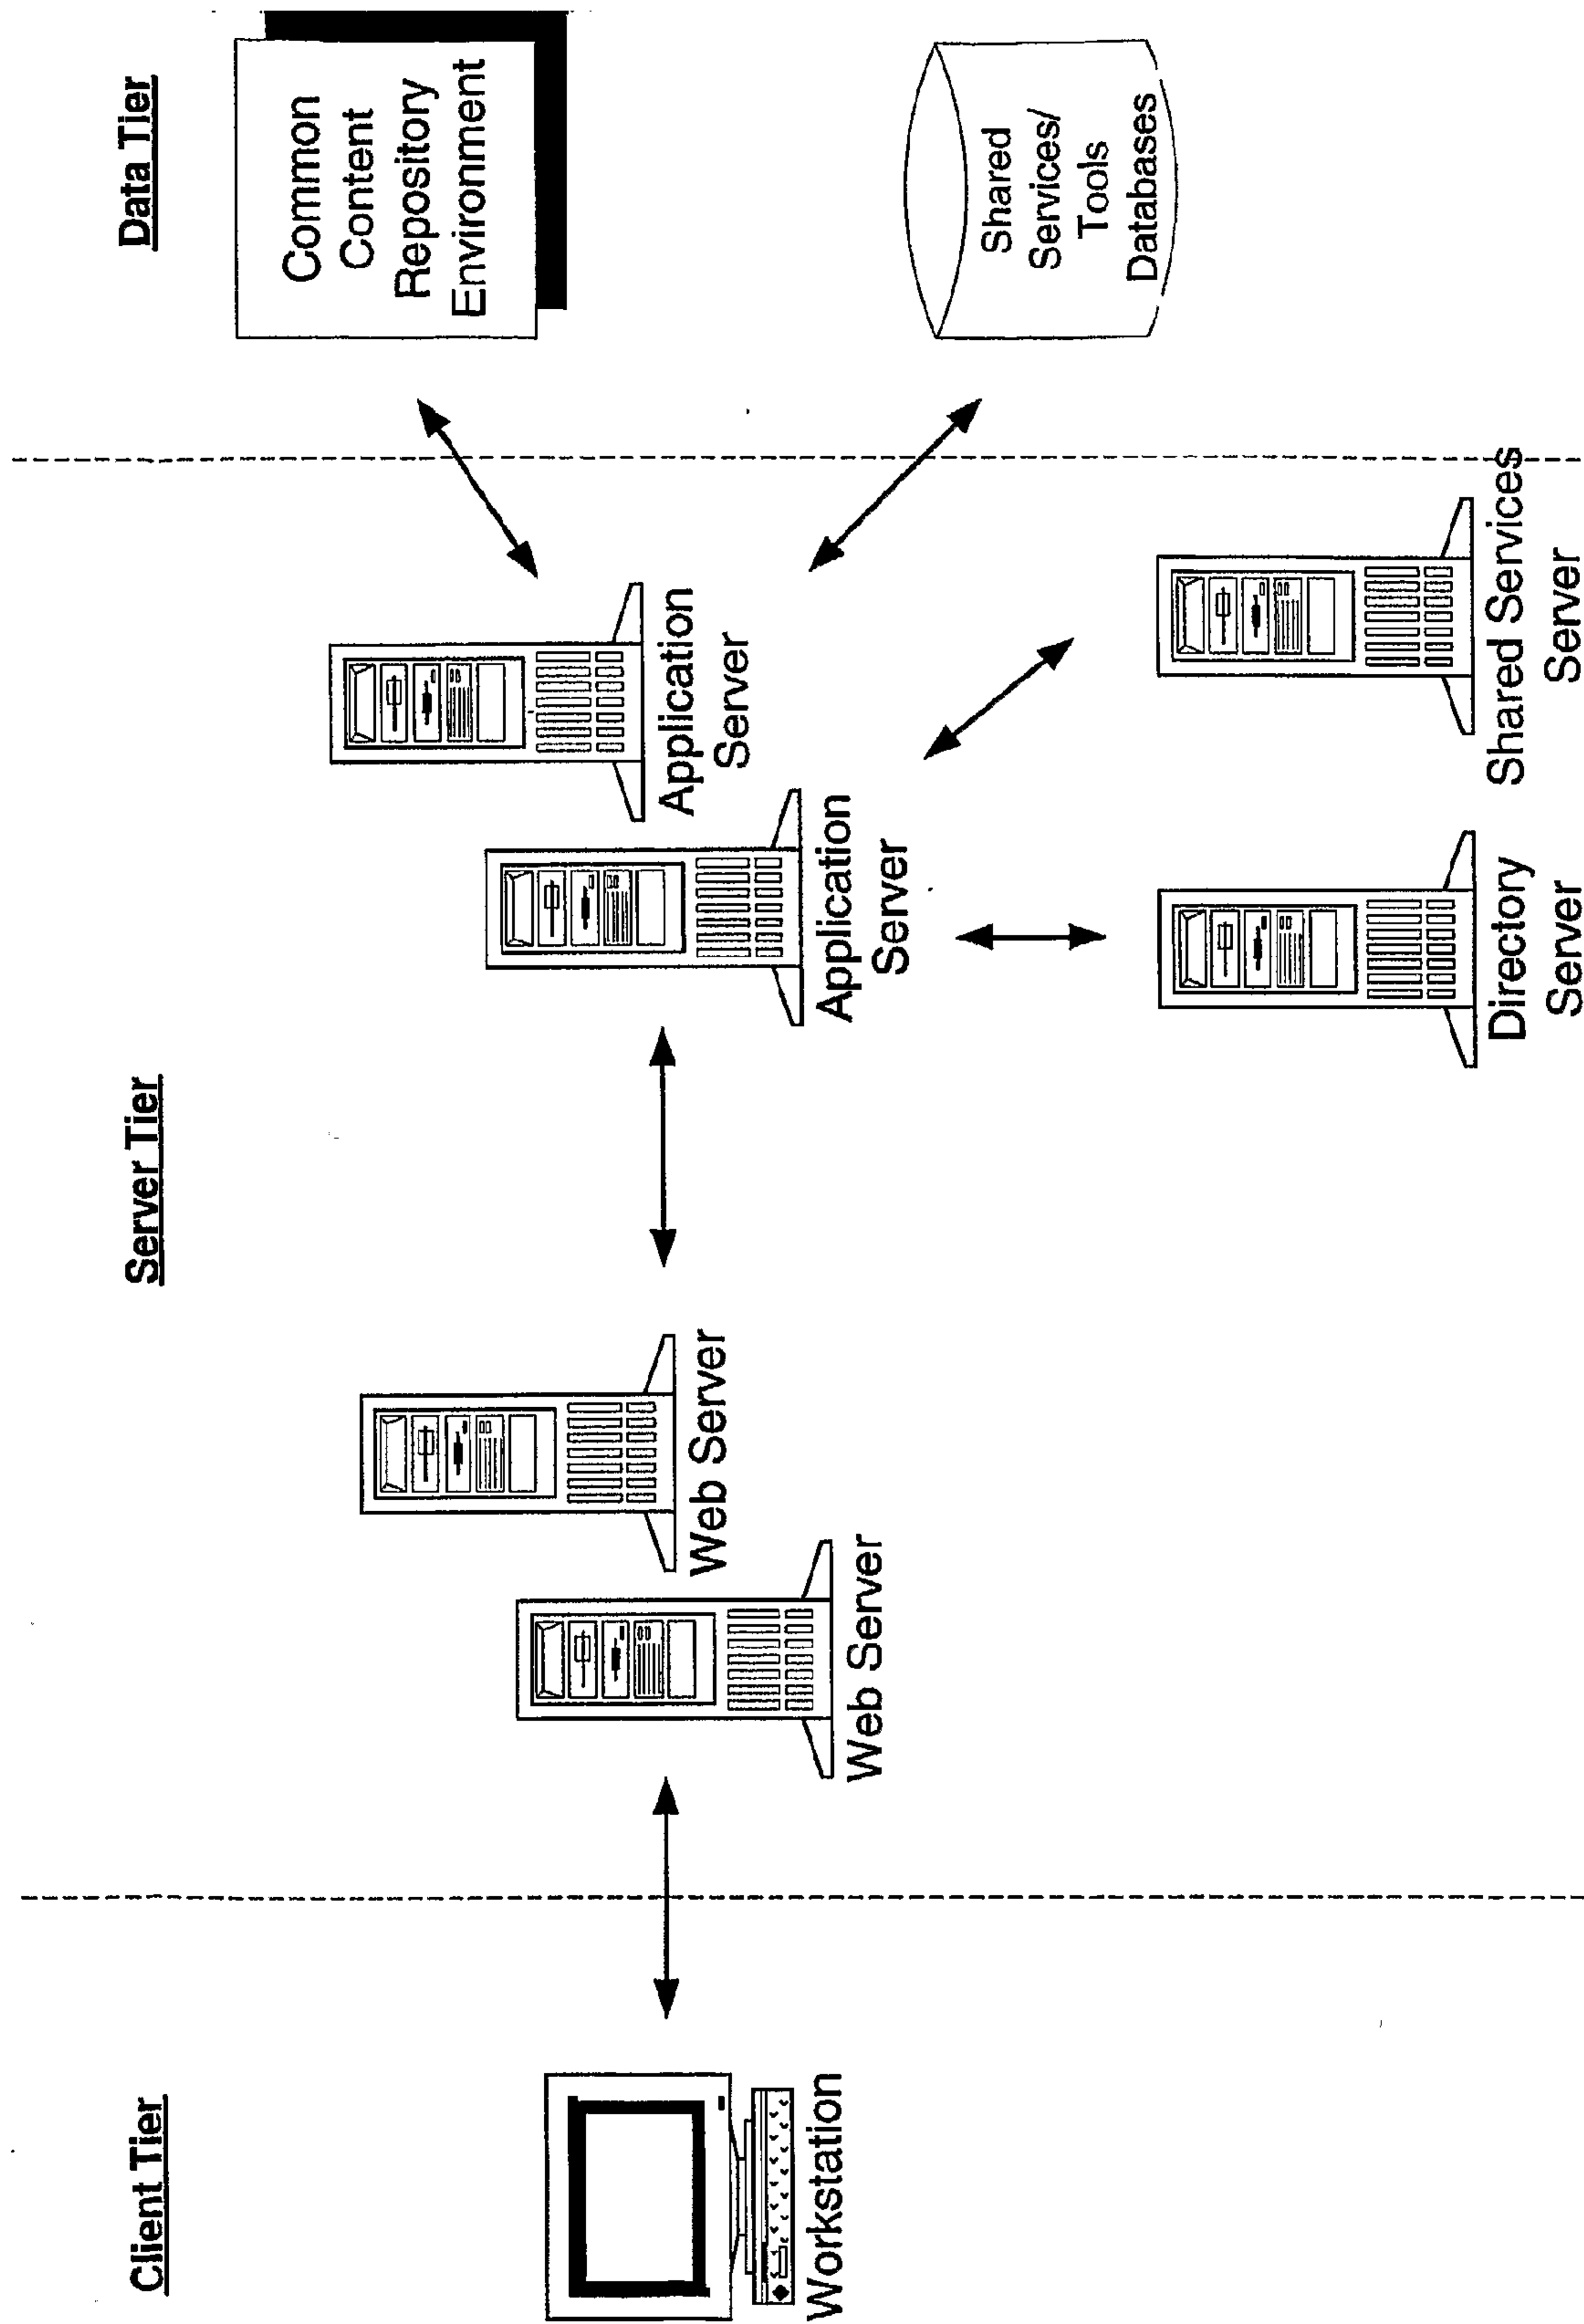 Client Tier
Server Tier
Data Tier
Workstation
Web Server
Web Server
Application
Server
Application
Server
Directory
Server
Shared Services
Server
Common
Content
Repository
Environment
Shared
Services/
Tools
Databases